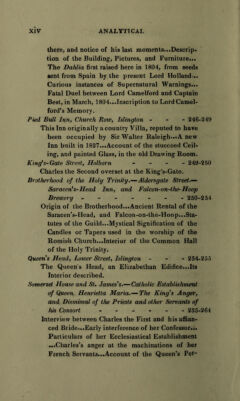 xiv ANALYTICAL
there, and notice of his last moments...Descrip-
tion of the Building, Pictures, and Furniture...
The Dahlia first raised here in 1804, from seeds
sent from Spain by the present Lord Holland...
Curious instances of Supernatural Warnings...
Fatal Duel between Lord Camelford and Captain
Best, in March, 1804...Inscription to Lord Camel-
ford's Memory.
Pied Bull Inn, Church Row, Islington - - 246-249
This Inn originally a country Villa, reputed to have
been occupied by Sir Walter Raleigh...A new
Inn built in 1827...Account of the stuccoed Ceil-
ing, and painted Glass, in the old Drawing Room.
King's-Gate Street, Holborn - - - - 249-250
Charles the Second overset at the King's-Gate.
Brotherhood of the Holy Trinity.—Aldersgate Street.—
Saracen's-Head Inn, and Falcon-on-the-Hoop
Brewery - - - - - - - 250-254
Origin of the Brotherhood...Ancient Rental of the
Saracen's-Head, and Falcon-on-the-Hoop...Sta-
tutes of the Guild...Mystical Signification of the
Candles or Tapers used in the worship of the
Romish Church...Interior of the Common Hall
of the Holy Trinity.
Queen's Head, Lower Street, Islington - - - 254-255
The Queen's Head, an Elizabethan Edifice...Its
Interior described.
Somerset House and St. James's.—Catholic Establishment
of Queen, Henrietta Maria.—The King's Anger,
and Dismissal of the Priests and other Servants of
his Consort - - - - - - 255-264
Interview between Charles the First and his affian-
ced Bride...Early interference of her Confessor...
Particulars of her Ecclesiastical Establishment
...Charles's anger at the machinations of her
French Servants...Account of the Queen's Pet-